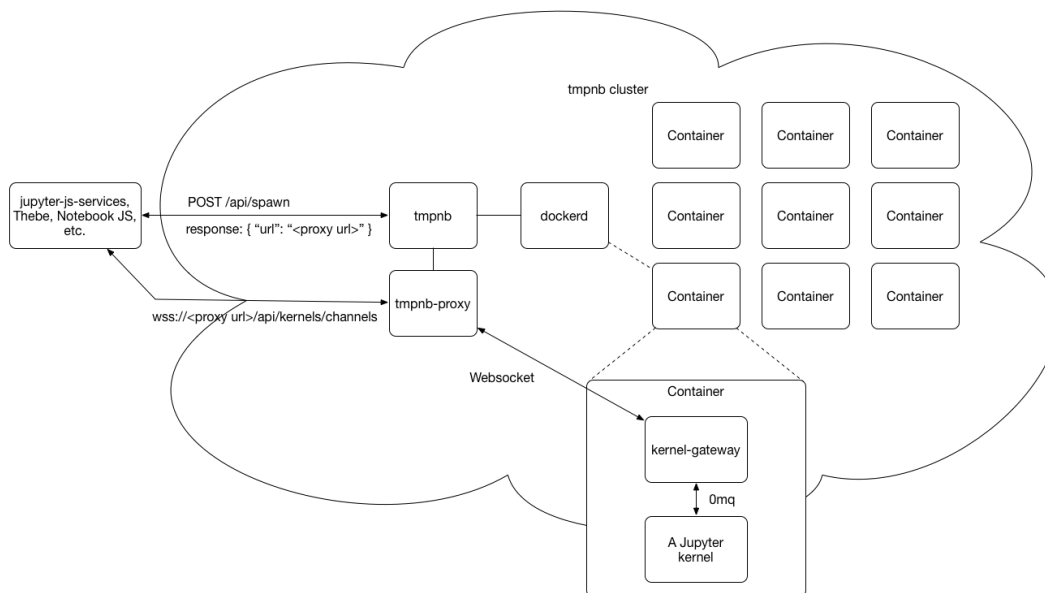 tmpnb cluster
Container
Container
Container
jupyter-js-services,
Thebe, Notebook JS,
etc.
POST /api/spawn
response: { “url”: “<proxy url>” }
tmpnb
dockerd
Container
Container
Container
tmpnb-proxy
wss://<proxy url>/api/kernels/channels
Container
Container
Container
Websocket
Container
kernel-gateway
0mq
A Jupyter
kernel